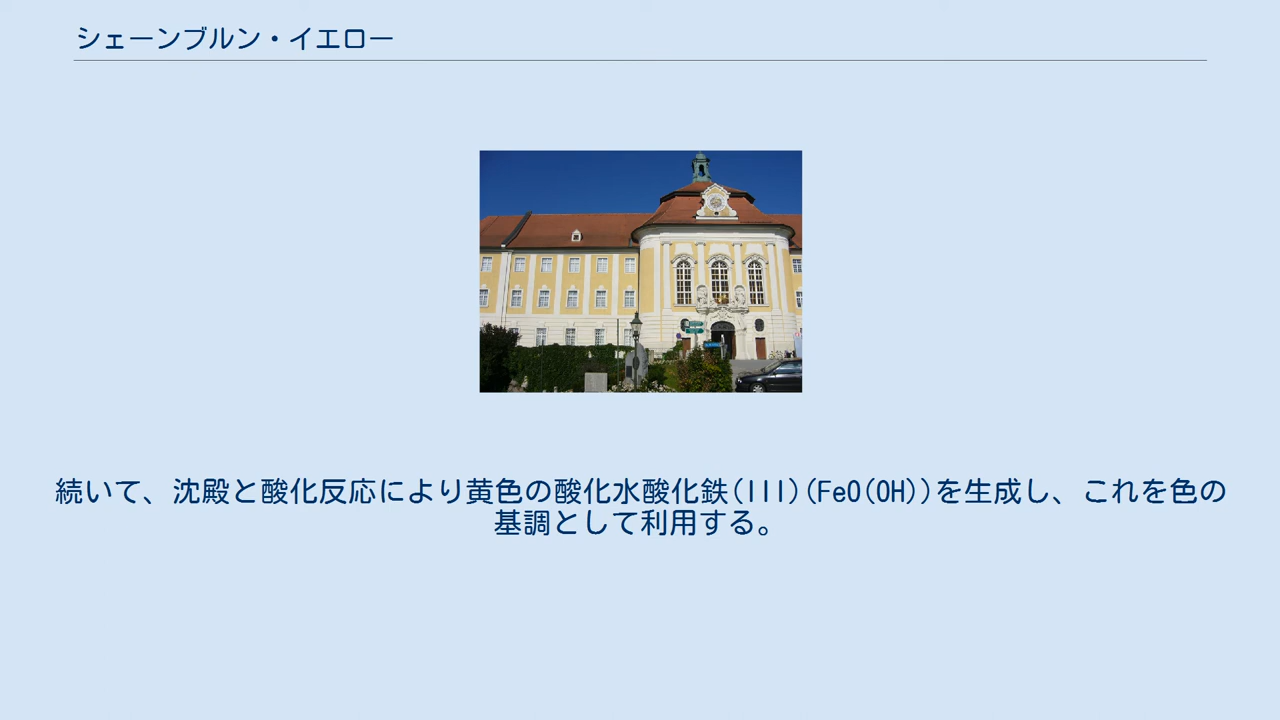 シェーンブルン・イエロー
続いて、沈殿と酸化反応により黄色の酸化水酸化鉄(III)(FeO(OH))を生成し、これを色の
基調として利用する。